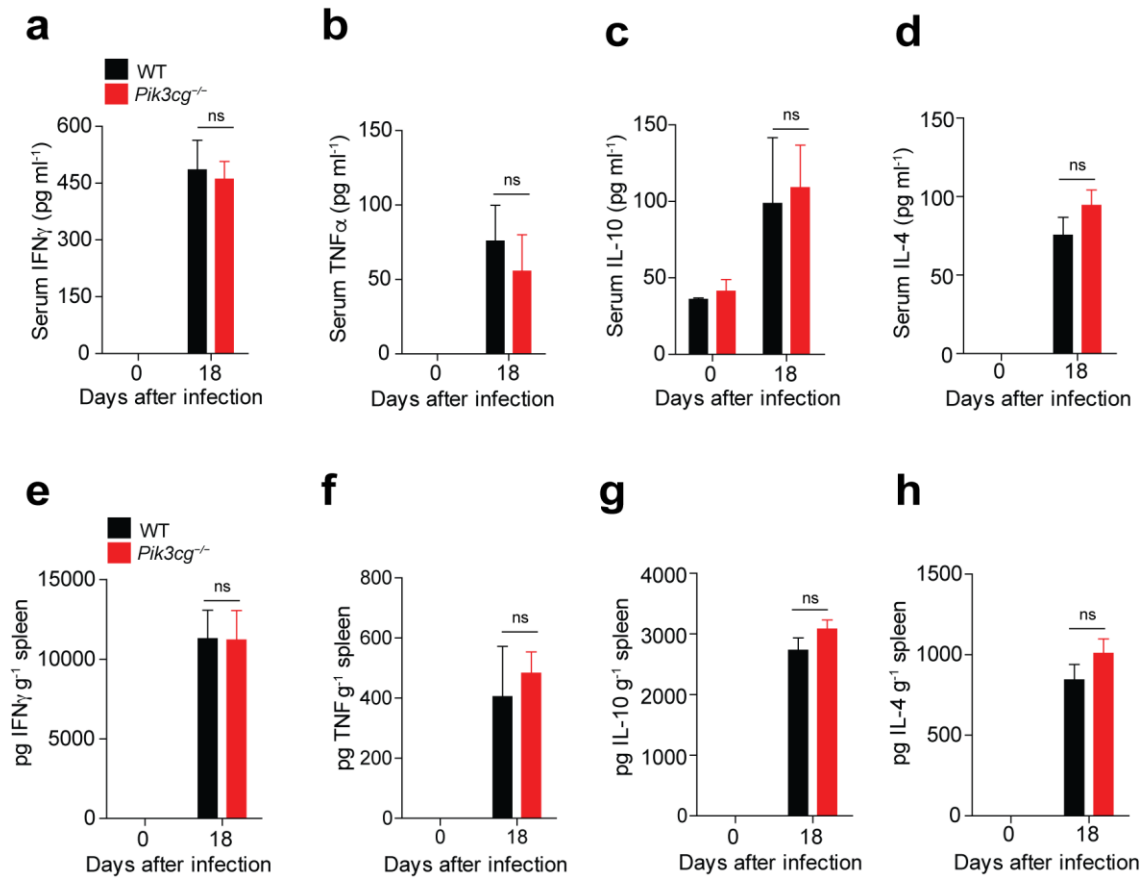 a
WT
Pik3cg⁻/⁻
Serum IFNγ (pg ml⁻¹)
600
450
300
150
0
ns
0 18
Days after infection
b
Serum TNFα (pg ml⁻¹)
150
100
50
0
ns
0 18
Days after infection
c
Serum IL-10 (pg ml⁻¹)
150
100
50
0
ns
0 18
Days after infection
d
Serum IL-4 (pg ml⁻¹)
150
100
50
0
ns
0 18
Days after infection
e
WT
Pik3cg⁻/⁻
pg IFNγ g⁻¹ spleen
15000
10000
5000
0
ns
0 18
Days after infection
f
pg TNF g⁻¹ spleen
800
600
400
200
0
ns
0 18
Days after infection
g
pg IL-10 g⁻¹ spleen
4000
3000
2000
1000
0
ns
0 18
Days after infection
h
pg IL-4 g⁻¹ spleen
1500
1000
500
0
ns
0 18
Days after infection